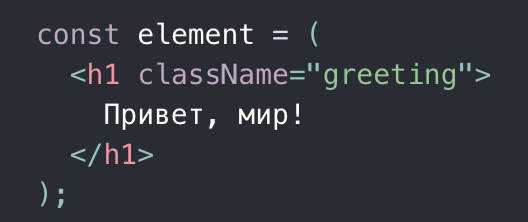 const element = (
  <h1 className="greeting">
    Привет, мир!
  </h1>
);